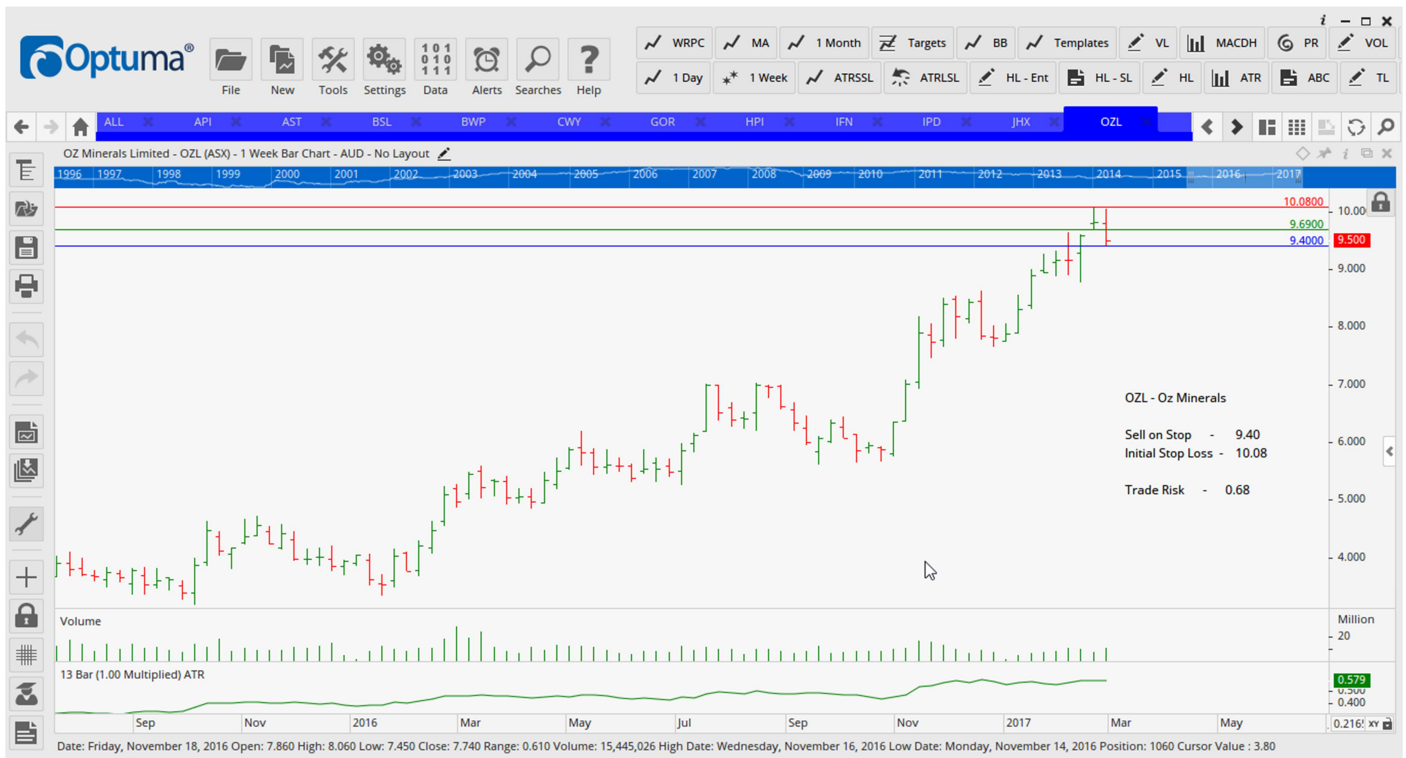 Optuma®
File New Tools Settings Data Alerts Searches Help
WRPC MA 1 Month Targets BB Templates VL MACDH PR VOL
1 Day 1 Week ATRSSL ATRLSL HL - Ent HL - SL HL ATR ABC TL
ALL API AST BSL BWP CWY GOR HPI IFN IPD JHX OZL
OZ Minerals Limited - OZL (ASX) - 1 Week Bar Chart - AUD - No Layout
1996 1997 1998 1999 2000 2001 2002 2003 2004 2005 2006 2007 2008 2009 2010 2011 2012 2013 2014 2015 2016 2017
10.0800
10.00
9.6900
9.4000
9.500
9.000
8.000
7.000
OZL - Oz Minerals
Sell on Stop - 9.40
6.000
Initial Stop Loss - 10.08
Trade Risk - 0.68
5.000
4.000
Volume
Million
20
13 Bar (1.00 Multiplied) ATR
0.579
0.500
0.400
Sep Nov 2016 Mar May Jul Sep Nov 2017 Mar May
0.216 XY
Date: Friday, November 18, 2016 Open: 7.860 High: 8.060 Low: 7.450 Close: 7.740 Range: 0.610 Volume: 15,445,026 High Date: Wednesday, November 16, 2016 Low Date: Monday, November 14, 2016 Position: 1060 Cursor Value : 3.80